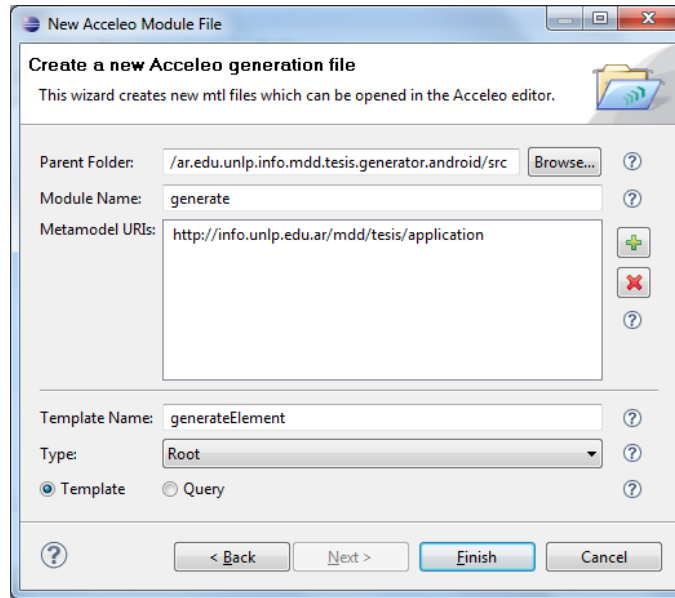 New Acceleo Module File
Create a new Acceleo generation file
This wizard creates new mtl files which can be opened in the Acceleo editor.
Parent Folder: /ar.edu.unlp.info.mdd.tesis.generator.android/src Browse... ?
Module Name: generate ?
Metamodel URIs: http://info.unlp.edu.ar/mdd/tesis/application
?
Template Name: generateElement ?
Type: Root ?
Template Query ?
? < Back Next > Finish Cancel